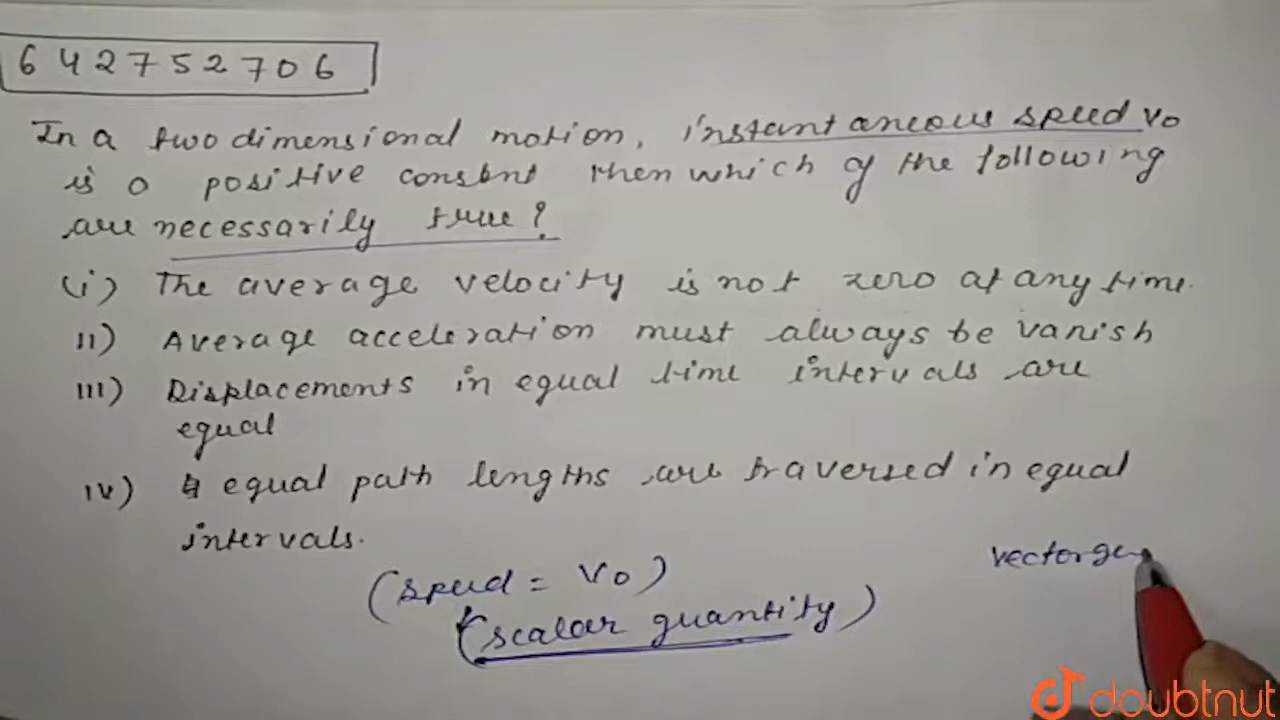 642752706
In a two dimensional motion, instantaneous speed v0
is a positive constant then which of the following
are necessarily true?
(i) The average velocity is not zero at any time.
ii) Average acceleration must always be vanish
iii) Displacements in equal time intervals are
equal
iv) equal path lengths are traversed in equal
intervals.
(speed = v0)
(scalar quantity)
vector
doubtnut